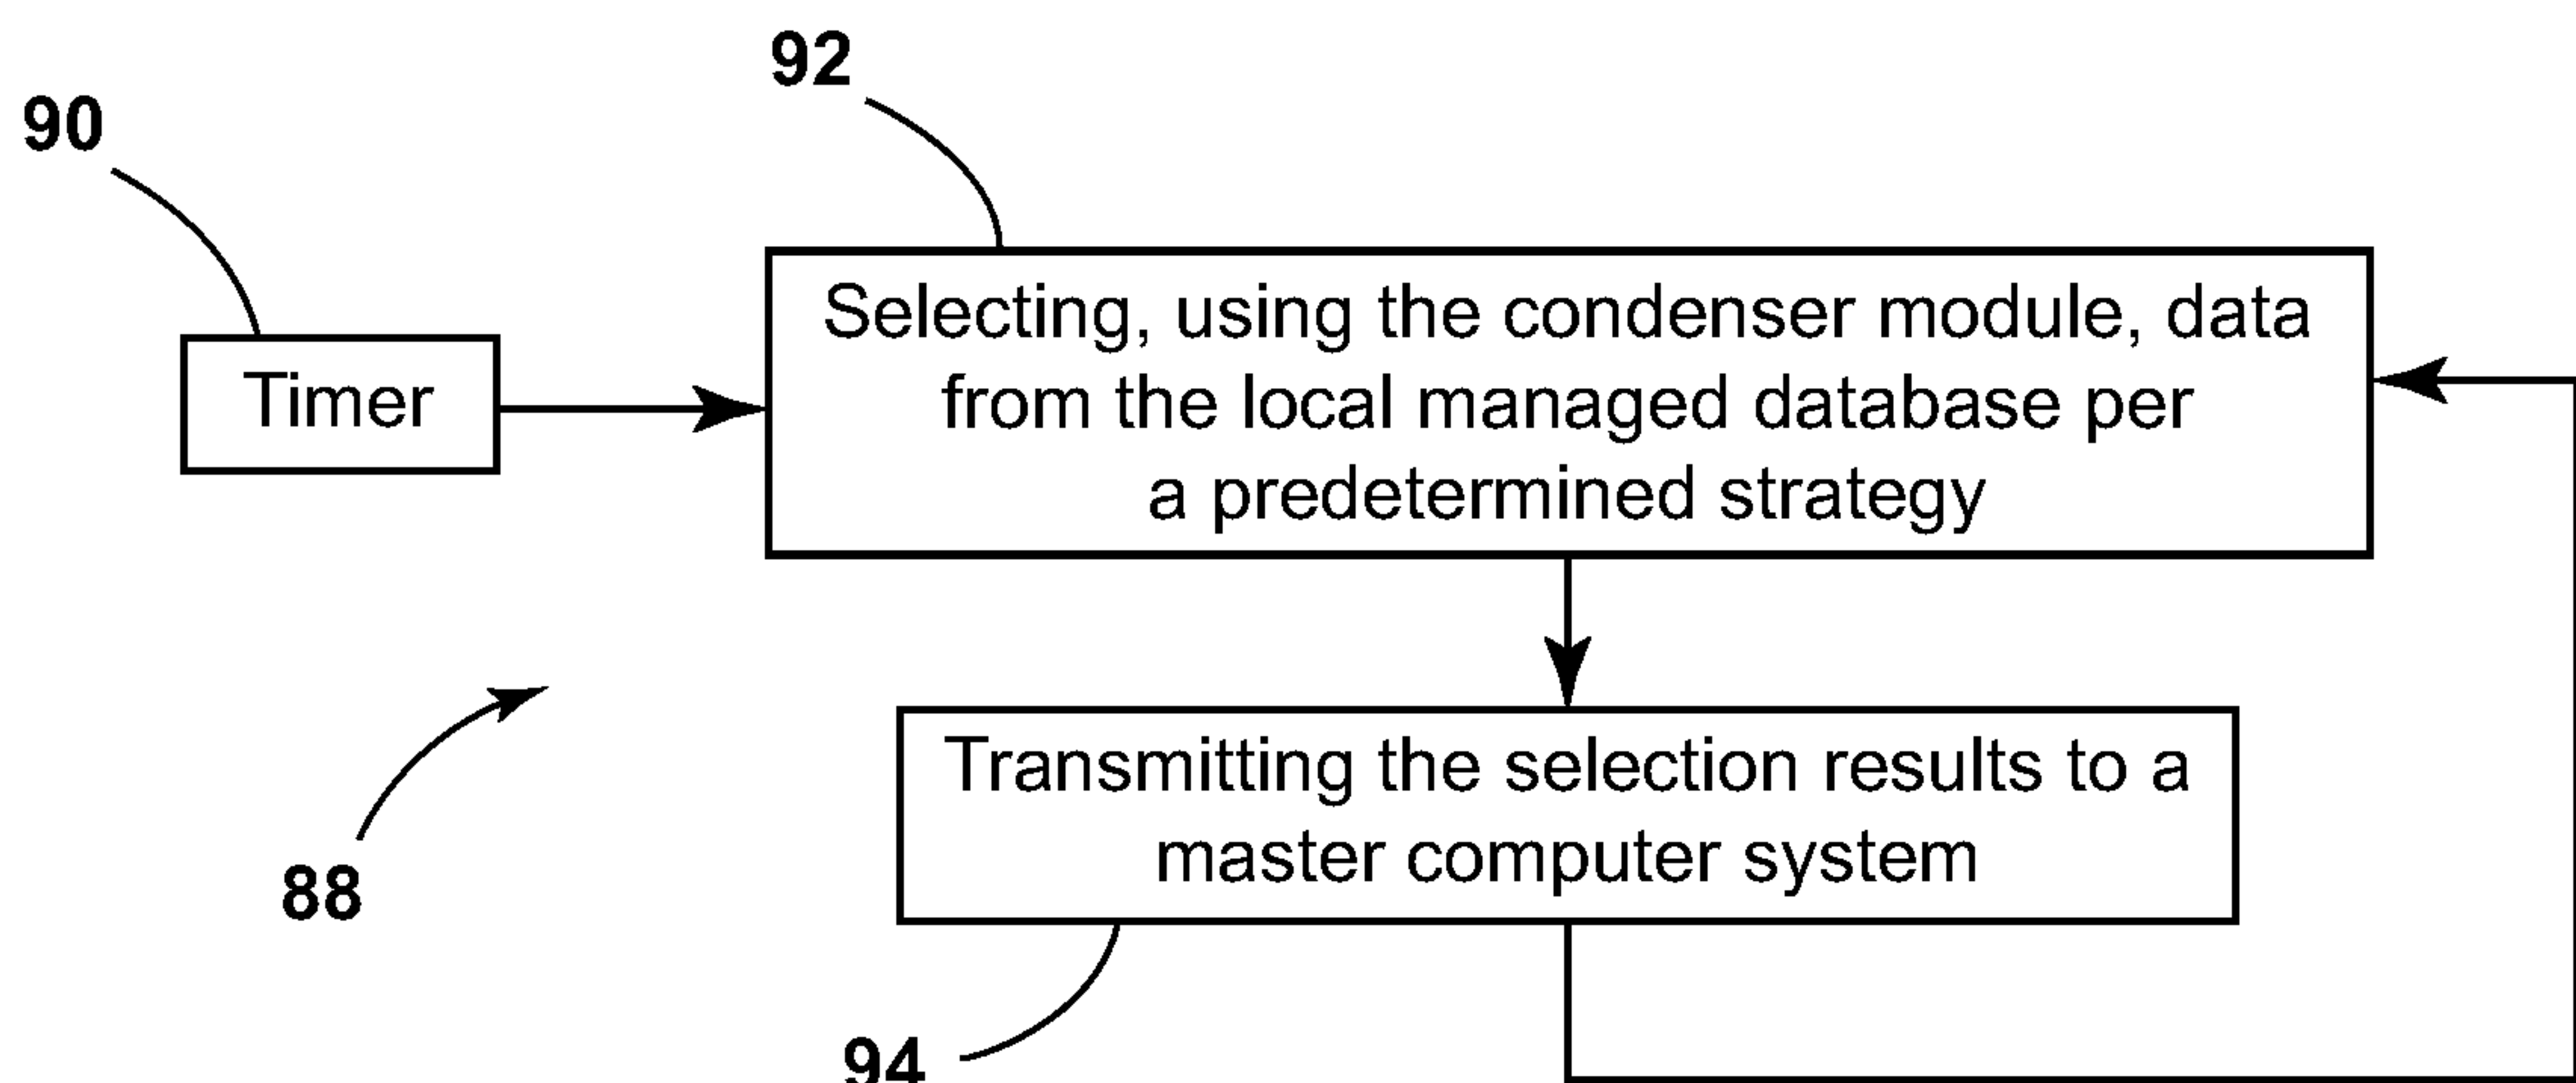 92
90
Selecting, using the condenser module, data
from the local managed database per
a predetermined strategy
Timer
Transmitting the selection results to a
master computer system
88
94